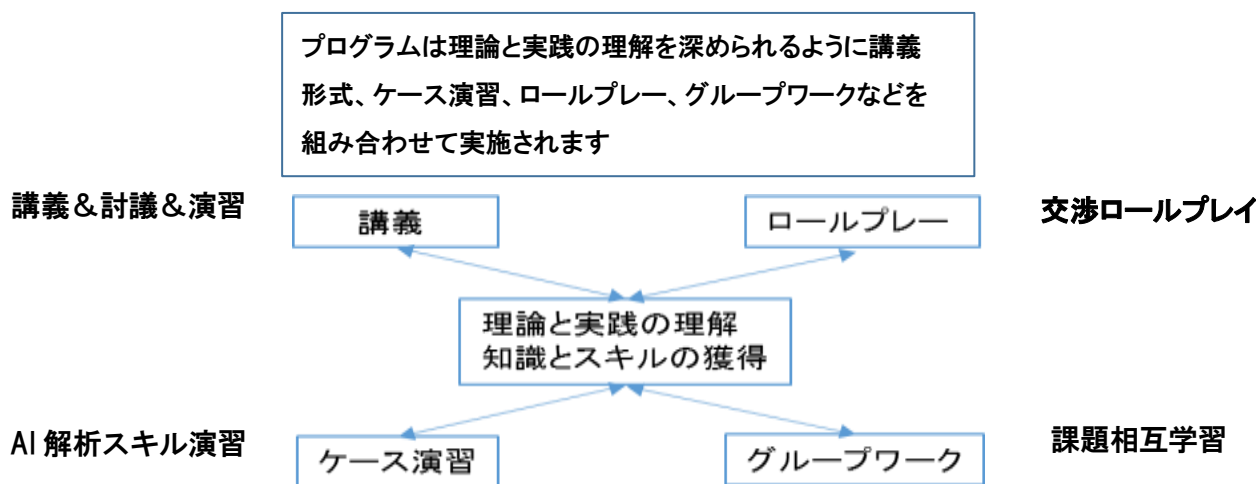 プログラムは理論と実践の理解を深められるように講義
形式、ケース演習、ロールプレー、グループワークなどを
組み合わせて実施されます
講義＆討議＆演習
講義
ロールプレー
交渉ロールプレイ
理論と実践の理解
知識とスキルの獲得
AI解析スキル演習
ケース演習
グループワーク
課題相互学習